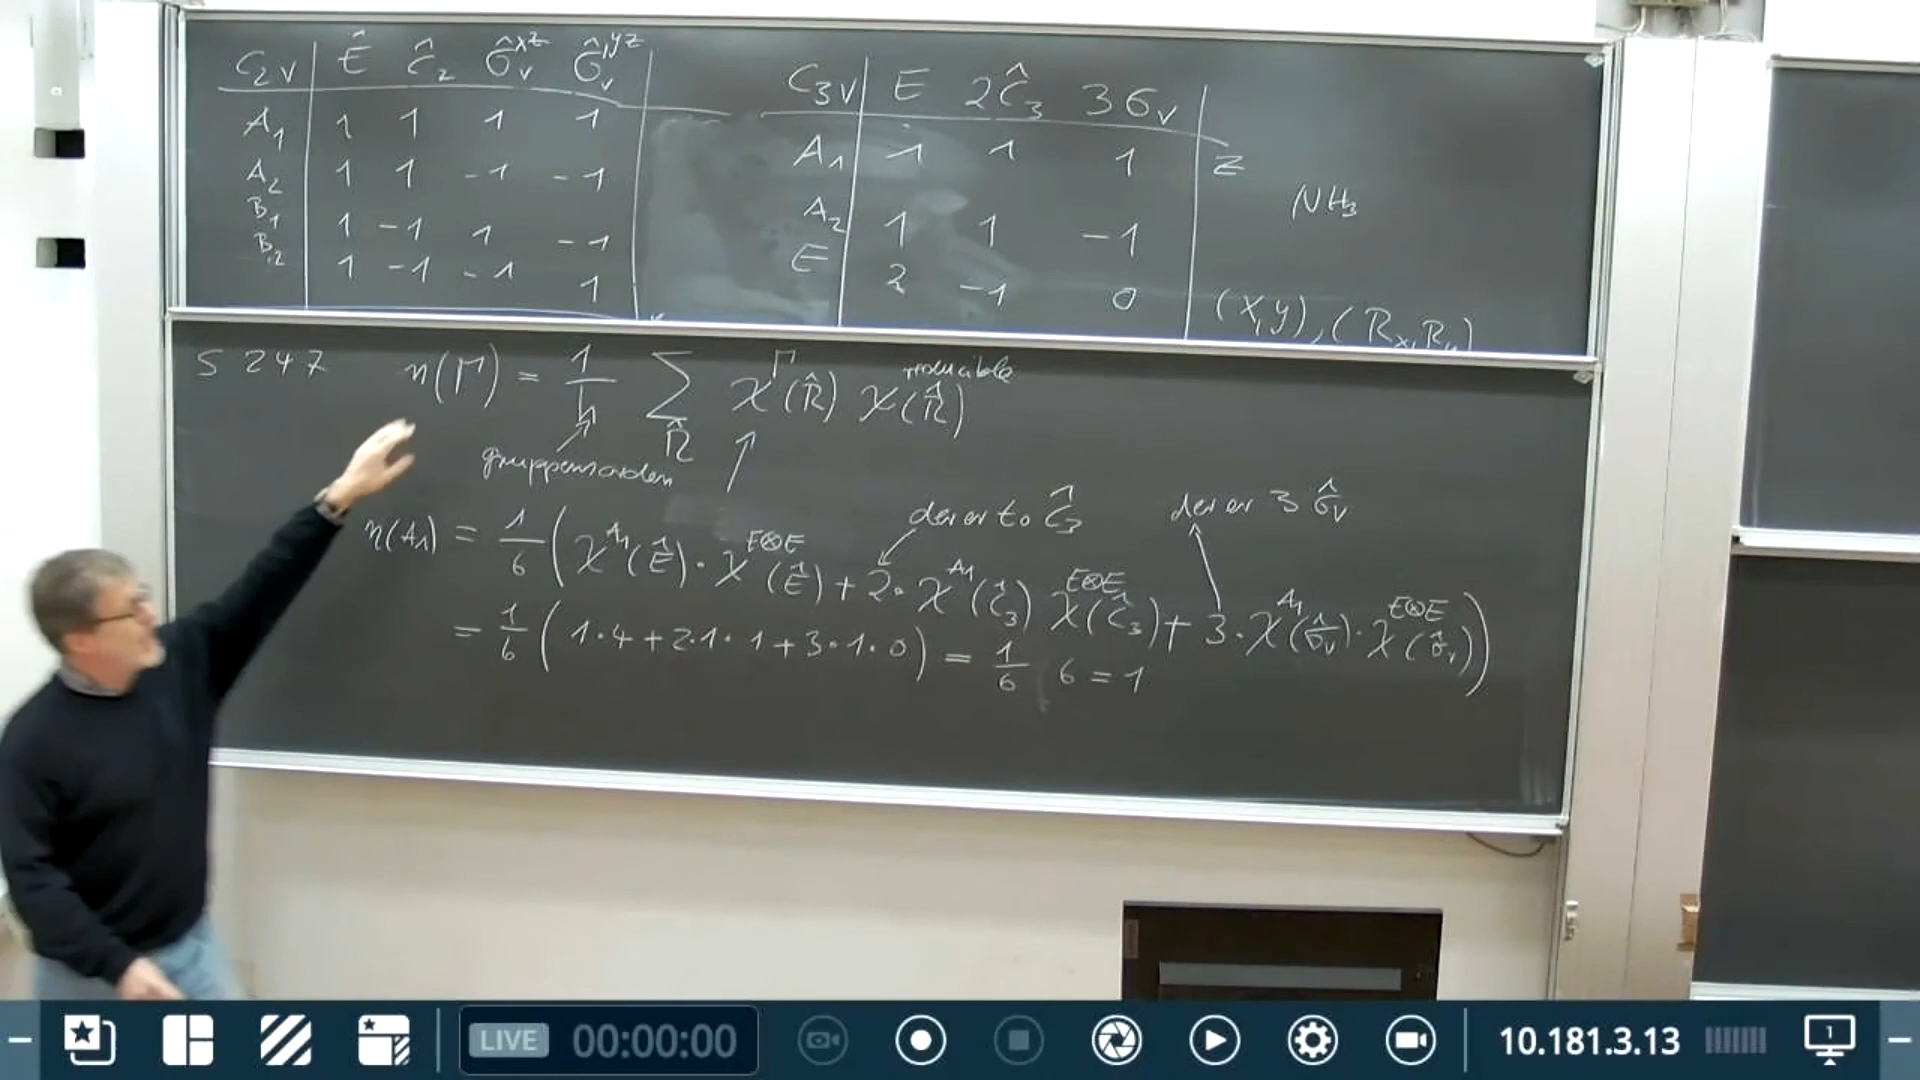 C₂ᵥ Ê Ĉ₂ σ̂ᵥˣᶻ σ̂ᵥ'ʸᶻ
A₁ 1 1 1 1
A₂ 1 1 -1 -1
B₁ 1 -1 1 -1
B₂ 1 -1 -1 1
C₃ᵥ E 2Ĉ₃ 3σᵥ
A₁ 1 1 1 z
A₂ 1 1 -1
E 2 -1 0 (x,y), (Rₓ, R
NH₃
S 247 n(Γ) = 1/h Σ_R̂ χ^Γ(R̂) χ(R̂)
gruppens orden
der er to Ĉ₃
der er 3 σ̂ᵥ
n(A₁) = 1/6 (χ^A₁(Ê) · χ^E⊗E(Ê) + 2 · χ^A₁(Ĉ₃) χ^E⊗E(Ĉ₃) + 3 · χ^A₁(σ̂ᵥ) · χ^E⊗E(σ̂ᵥ))
= 1/6 (1·4 + 2·1·1 + 3·1·0) = 1/6 6 = 1
LIVE 00:00:00 10.181.3.13 1